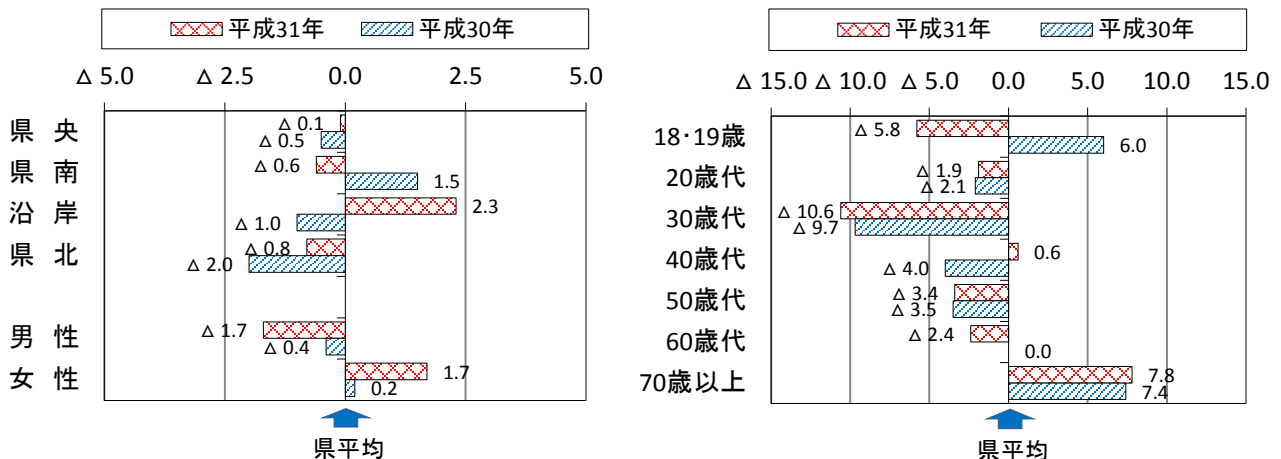 平成31年 平成30年
△ 5.0 △ 2.5 0.0 2.5 5.0
県 央 △ 0.1
△ 0.5
県 南 △ 0.6
1.5
沿 岸 2.3
△ 1.0
県 北 △ 0.8
△ 2.0
男 性 △ 1.7
△ 0.4
女 性 1.7
0.2
県平均
平成31年 平成30年
△ 15.0 △ 10.0 △ 5.0 0.0 5.0 10.0 15.0
18･19歳 △ 5.8
6.0
20歳代 △ 1.9
△ 2.1
30歳代 △ 10.6
△ 9.7
40歳代 0.6
△ 4.0
50歳代 △ 3.4
△ 3.5
60歳代 △ 2.4
0.0
70歳以上 7.8
7.4
県平均